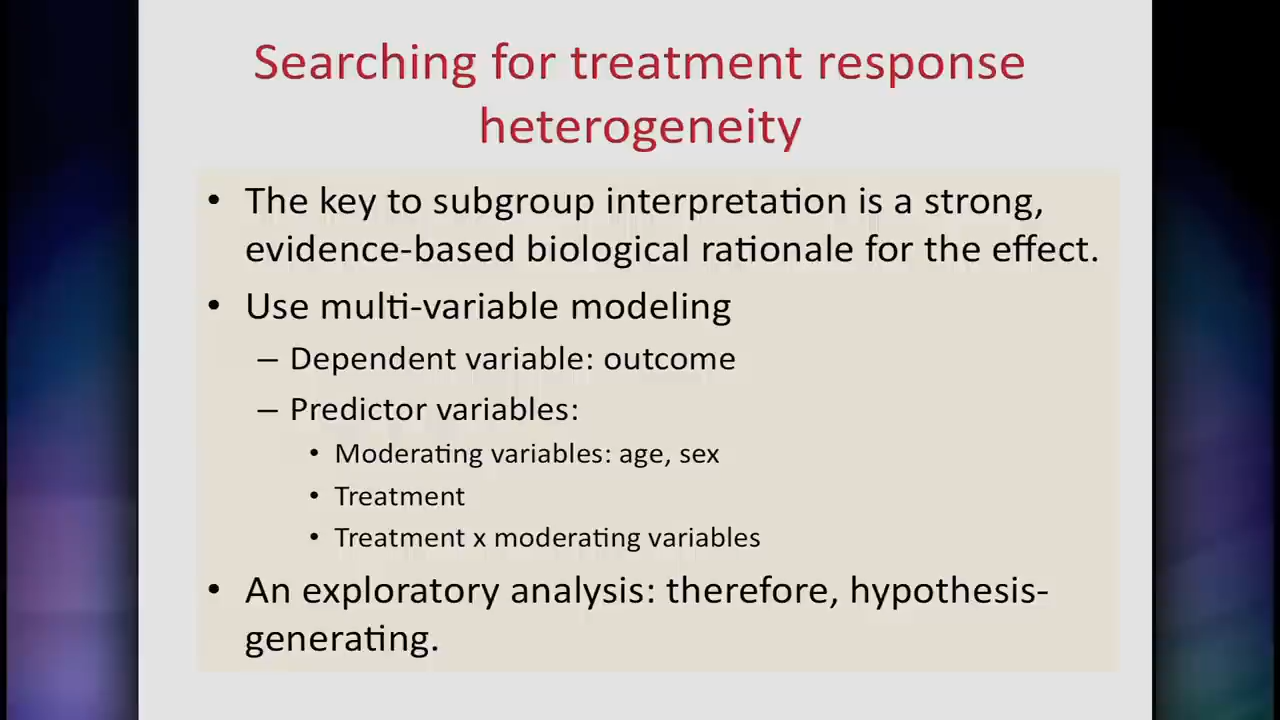 Searching for treatment response
heterogeneity
• The key to subgroup interpretation is a strong,
evidence-based biological rationale for the effect.
• Use multi-variable modeling
– Dependent variable: outcome
– Predictor variables:
• Moderating variables: age, sex
• Treatment
• Treatment x moderating variables
• An exploratory analysis: therefore, hypothesis-
generating.